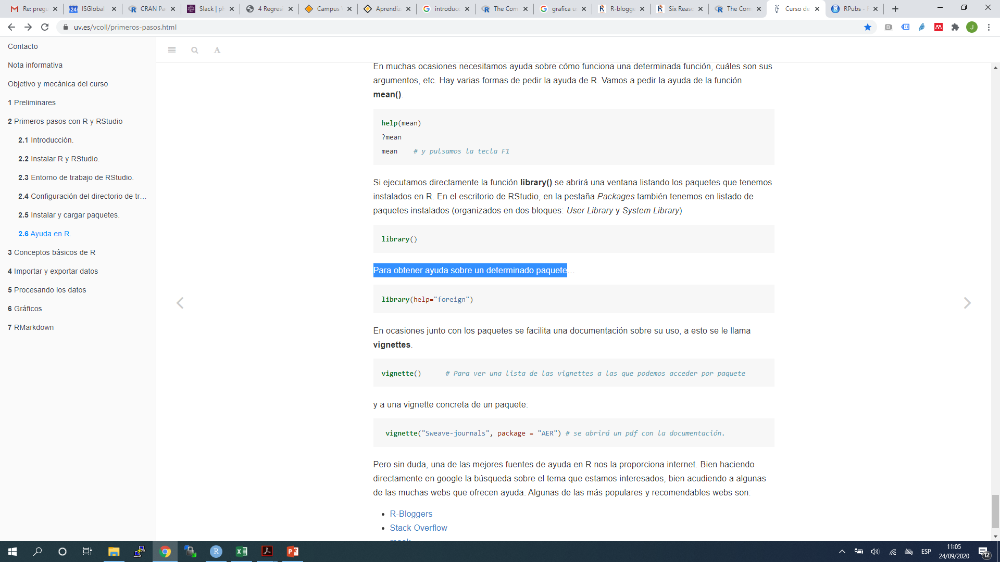 Re: pregu
ISGlobal
CRAN Pa
Slack | pl
4 Regres
Campus
Aprendiz
introducc
The Com
grafica u
R-blogge
Six Reaso
The Com
Curso de
RPubs -
uv.es/vcoll/primeros-pasos.html
J
Contacto
Nota informativa
Objetivo y mecánica del curso
1 Preliminares
2 Primeros pasos con R y RStudio
2.1 Introducción.
2.2 Instalar R y RStudio.
2.3 Entorno de trabajo de RStudio.
2.4 Configuración del directorio de tr…
2.5 Instalar y cargar paquetes.
2.6 Ayuda en R.
3 Conceptos básicos de R
4 Importar y exportar datos
5 Procesando los datos
6 Gráficos
7 RMarkdown
A
En muchas ocasiones necesitamos ayuda sobre cómo funciona una determinada función, cuáles son sus
argumentos, etc. Hay varias formas de pedir la ayuda de R. Vamos a pedir la ayuda de la función
mean().
help(mean)
?mean
mean    # y pulsamos la tecla F1
Si ejecutamos directamente la función library() se abrirá una ventana listando los paquetes que tenemos
instalados en R. En el escritorio de RStudio, en la pestaña Packages también tenemos en listado de
paquetes instalados (organizados en dos bloques: User Library y System Library)
library()
Para obtener ayuda sobre un determinado paquete…
library(help="foreign")
En ocasiones junto con los paquetes se facilita una documentación sobre su uso, a esto se le llama
vignettes.
vignette()      # Para ver una lista de las vignettes a las que podemos acceder por paquete
y a una vignette concreta de un paquete:
vignette("Sweave-journals", package = "AER") # se abrirá un pdf con la documentación.
Pero sin duda, una de las mejores fuentes de ayuda en R nos la proporciona internet. Bien haciendo
directamente en google la búsqueda sobre el tema que estamos interesados, bien acudiendo a algunas
de las muchas webs que ofrecen ayuda. Algunas de las más populares y recomendables webs son:
R-Bloggers
Stack Overflow
ESP
11:05
24/09/2020
12